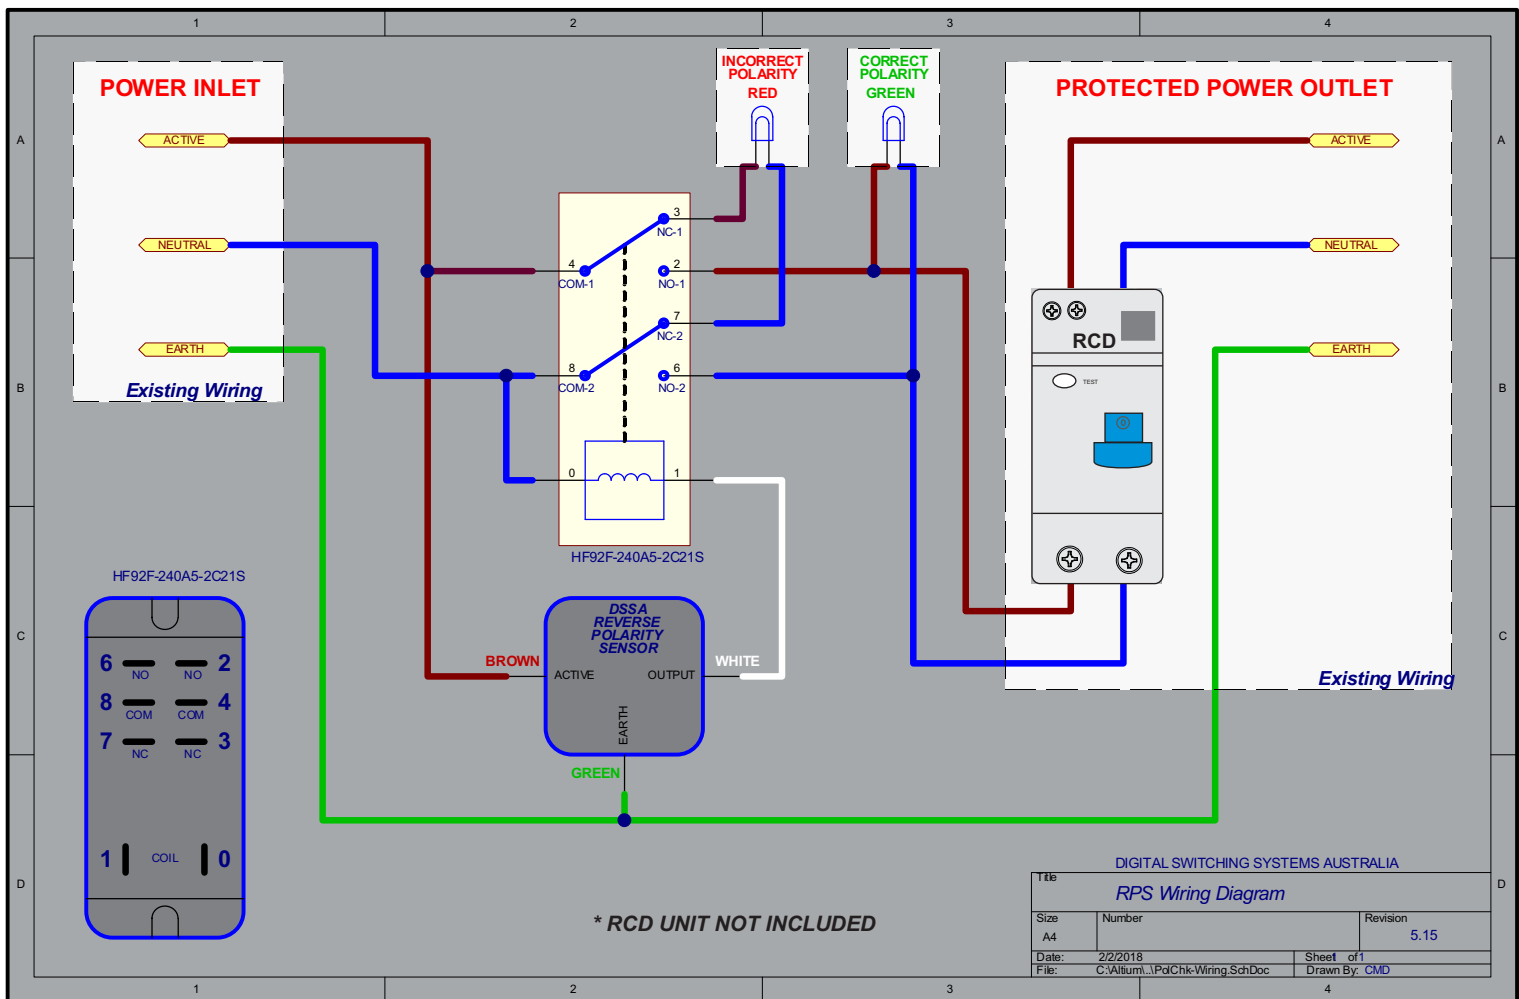 1
2
3
4
A
B
C
D
A
B
C
D
1
2
3
4
POWER INLET
ACTIVE
NEUTRAL
EARTH
Existing Wiring
INCORRECT
POLARITY
RED
CORRECT
POLARITY
GREEN
PROTECTED POWER OUTLET
ACTIVE
NEUTRAL
EARTH
RCD
TEST
Existing Wiring
3
NC-1
4
COM-1
2
NO-1
7
NC-2
8
COM-2
6
NO-2
0
1
HF92F-240A5-2C21S
DSSA
REVERSE
POLARITY
SENSOR
BROWN
ACTIVE
OUTPUT
WHITE
EARTH
GREEN
HF92F-240A5-2C21S
6
NO
NO
2
8
COM
COM
4
7
NC
NC
3
1
COIL
0
* RCD UNIT NOT INCLUDED
DIGITAL SWITCHING SYSTEMS AUSTRALIA
Title
RPS Wiring Diagram
Size
Number
Revision
A4
5.15
Date: 2/2/2018
Sheet 1 of 1
File: C:\Altium\...\PolChk-Wiring.SchDoc
Drawn By: CMD